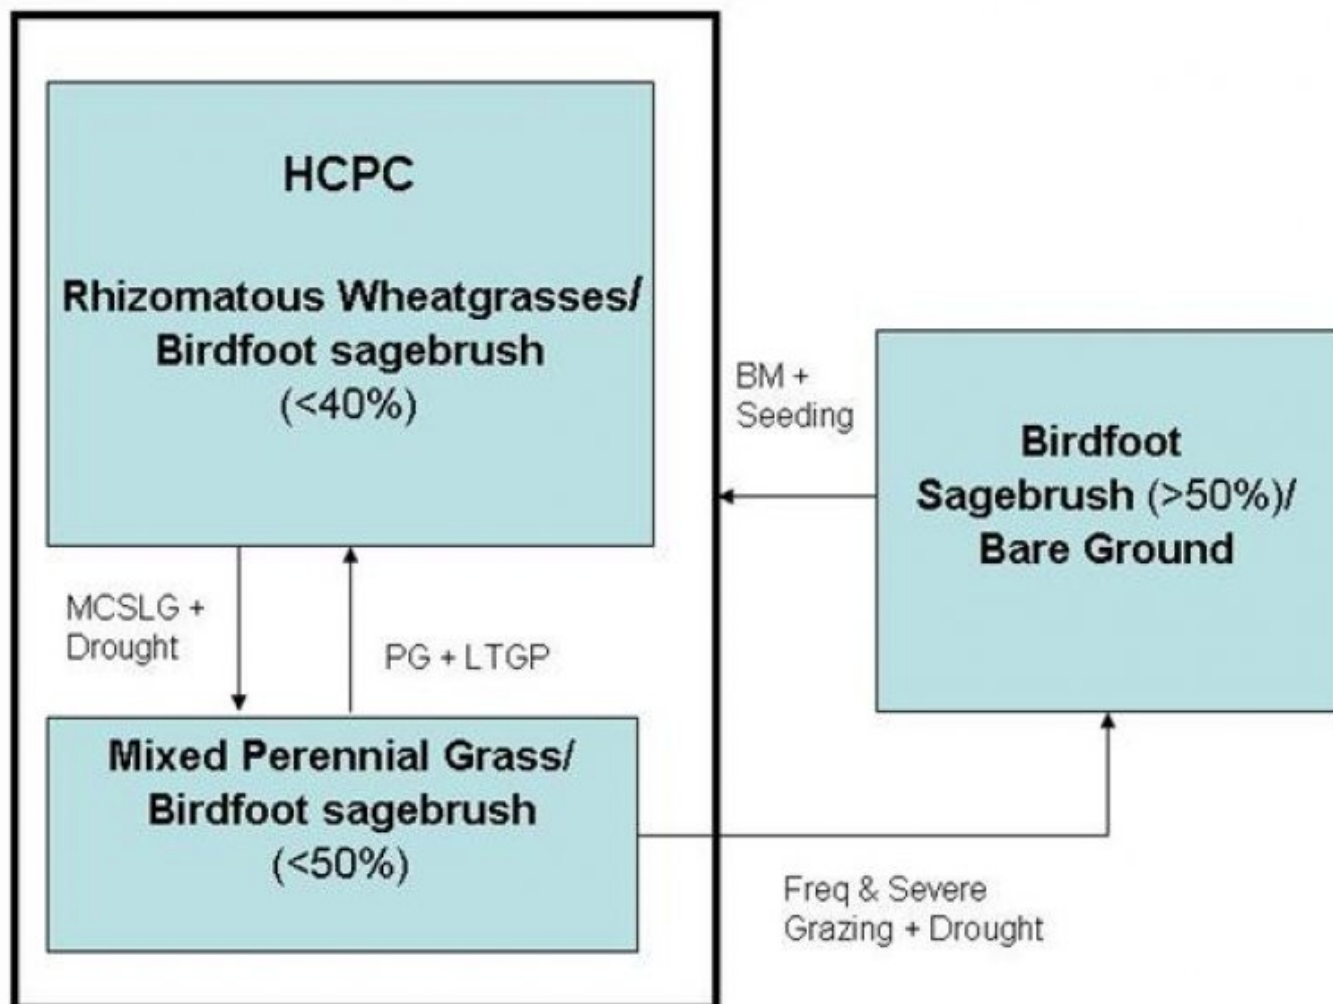 HCPC
Rhizomatous Wheatgrasses/
Birdfoot sagebrush
(<40%)
MCSLG +
Drought
PG + LTGP
Mixed Perennial Grass/
Birdfoot sagebrush
(<50%)
BM +
Seeding
Birdfoot
Sagebrush (>50%)/
Bare Ground
Freq & Severe
Grazing + Drought